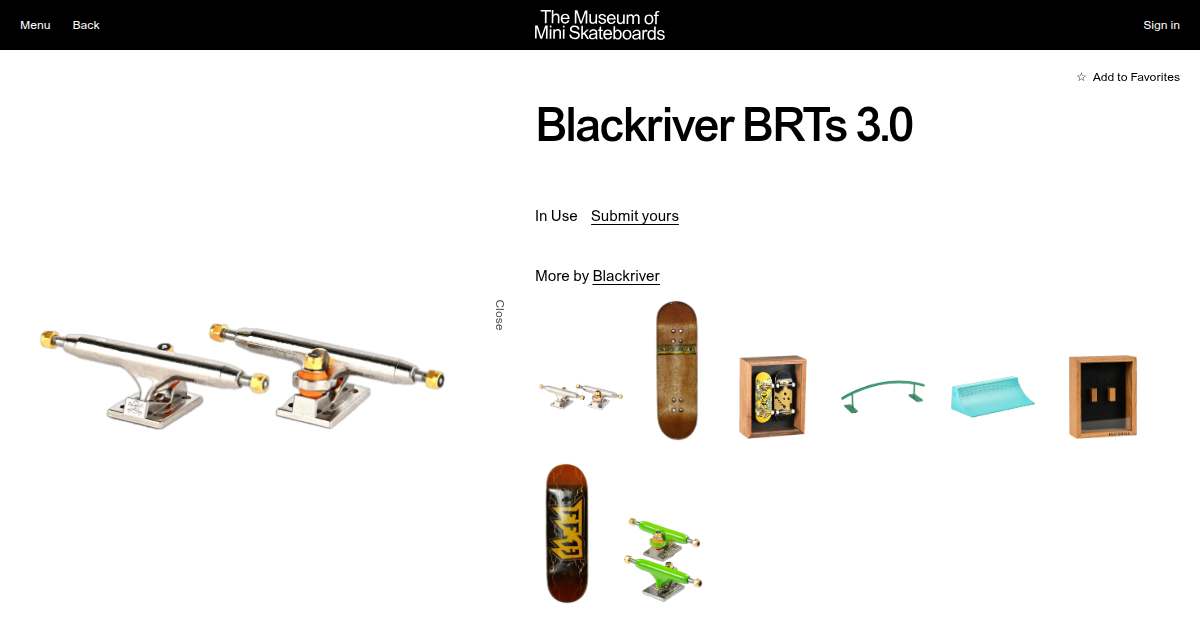 Menu
Back
The Museum of
Mini Skateboards
Sign in
☆ Add to Favorites
Blackriver BRTs 3.0
In Use
Submit yours
More by Blackriver
Close